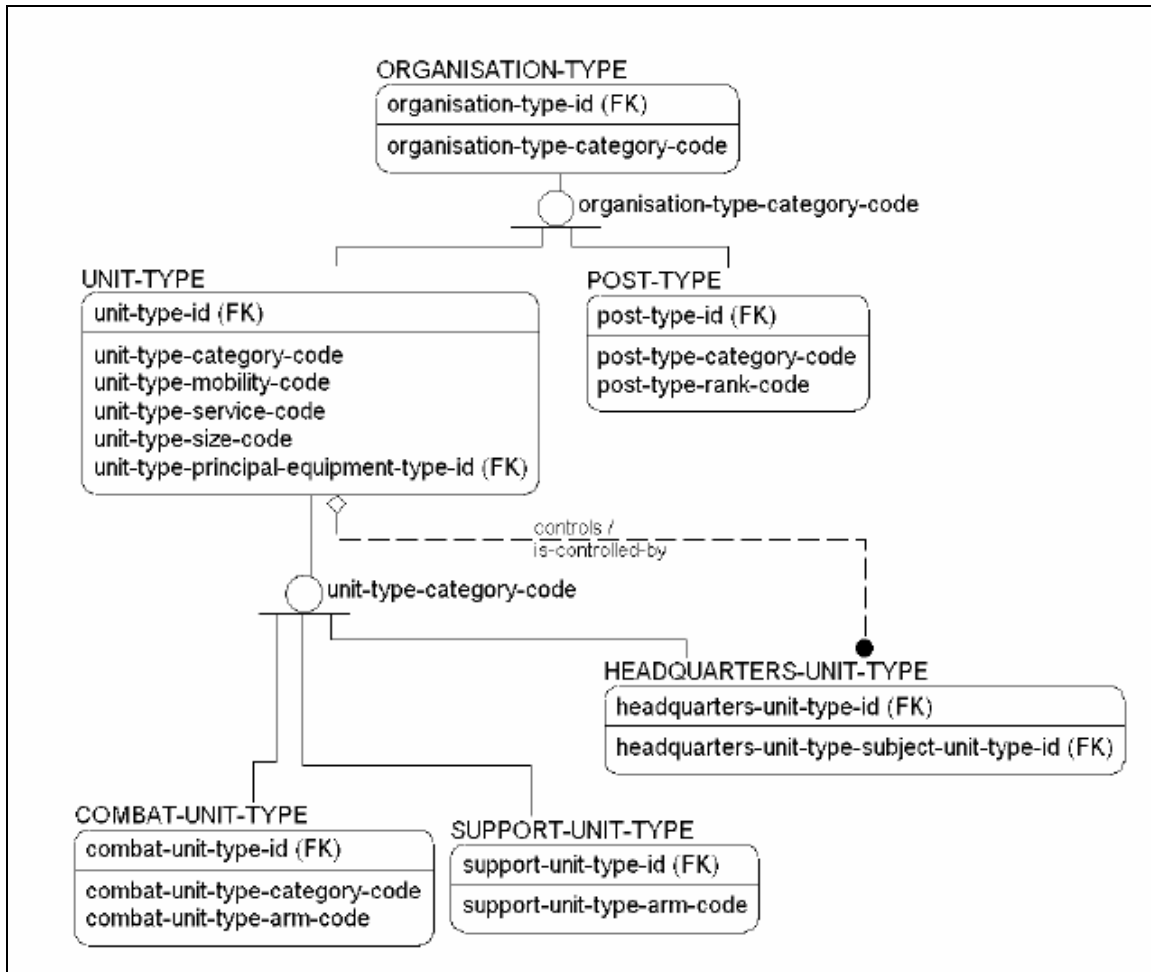 ORGANISATION-TYPE
organisation-type-id (FK)
organisation-type-category-code
organisation-type-category-code
UNIT-TYPE
unit-type-id (FK)
unit-type-category-code
unit-type-mobility-code
unit-type-service-code
unit-type-size-code
unit-type-principal-equipment-type-id (FK)
POST-TYPE
post-type-id (FK)
post-type-category-code
post-type-rank-code
controls /
is-controlled-by
unit-type-category-code
HEADQUARTERS-UNIT-TYPE
headquarters-unit-type-id (FK)
headquarters-unit-type-subject-unit-type-id (FK)
COMBAT-UNIT-TYPE
combat-unit-type-id (FK)
combat-unit-type-category-code
combat-unit-type-arm-code
SUPPORT-UNIT-TYPE
support-unit-type-id (FK)
support-unit-type-arm-code